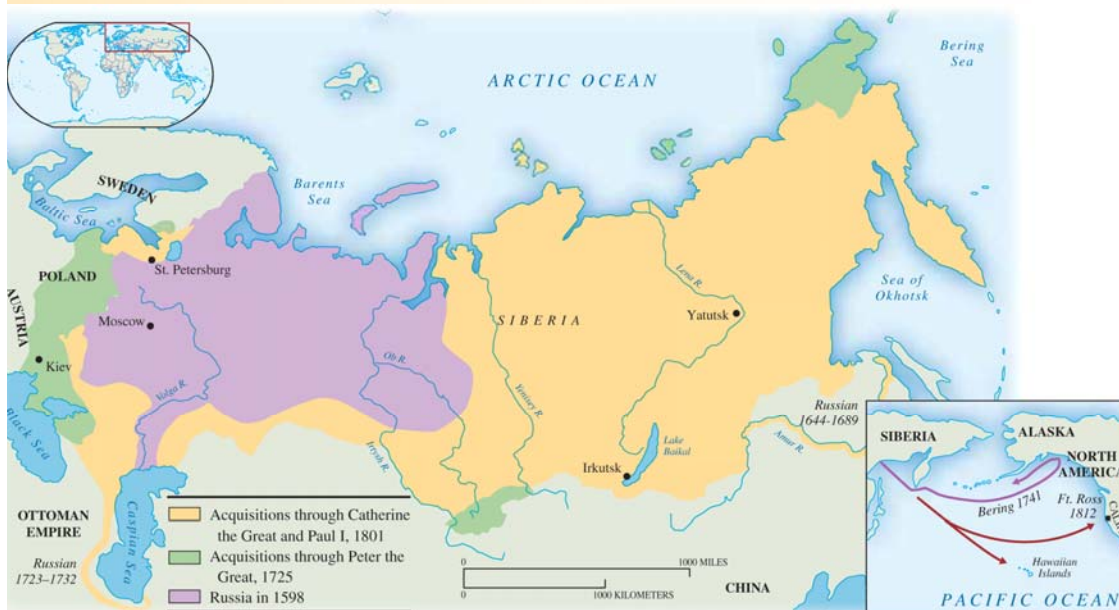 ARCTIC OCEAN
Bering
Sea
SWEDEN
Barents
Sea
Baltic Sea
St. Petersburg
POLAND
AUSTRIA
Moscow
Kiev
Black Sea
Volga R.
Ob R.
Irysh R.
Yenisey R.
SIBERIA
Lena R.
Yatutsk
Sea of
Okhotsk
Lake
Baikal
Irkutsk
Amur R.
Russian
1644-1689
OTTOMAN
EMPIRE
Russian
1723–1732
Caspian Sea
Acquisitions through Catherine
the Great and Paul I, 1801
Acquisitions through Peter the
Great, 1725
Russia in 1598
0 1000 MILES
0 1000 KILOMETERS
CHINA
SIBERIA
ALASKA
NORTH
AMERICA
Bering 1741
Ft. Ross
1812
Hawaiian
Islands
PACIFIC OCEAN